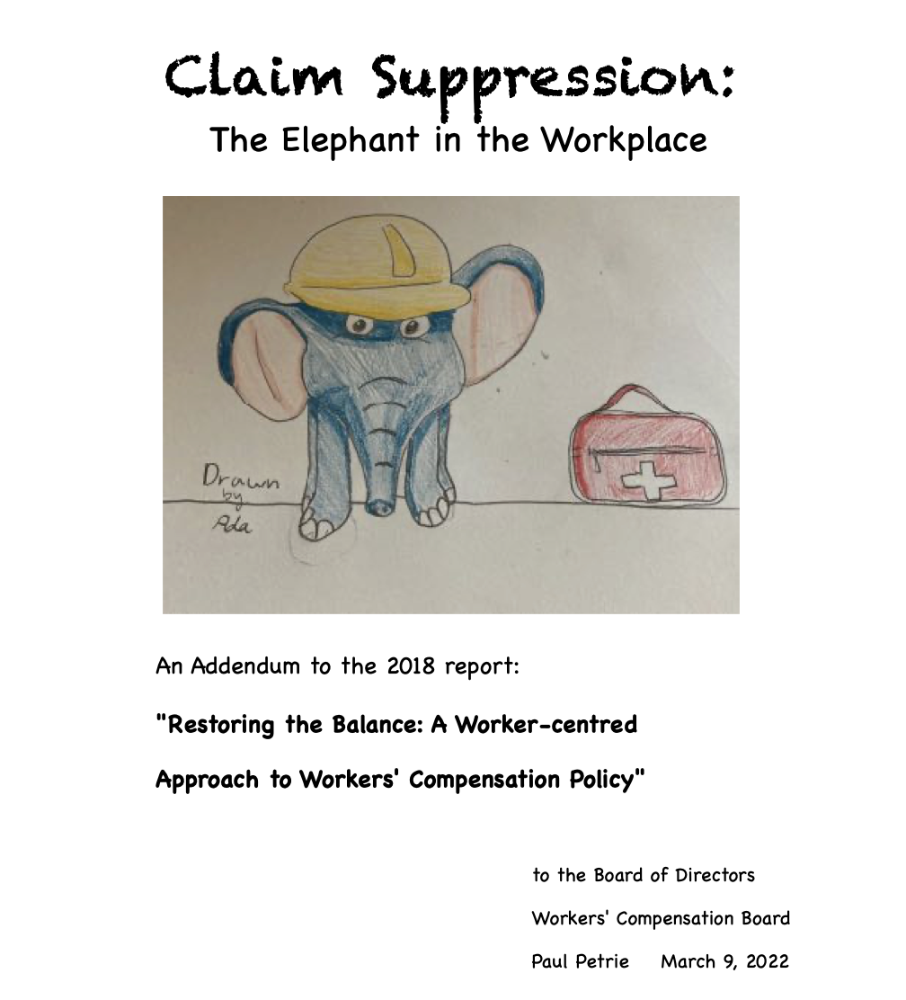 Claim Suppression:
The Elephant in the Workplace
Drawn
by
Ada
An Addendum to the 2018 report:
"Restoring the Balance: A Worker-centred
Approach to Workers' Compensation Policy"
to the Board of Directors
Workers' Compensation Board
Paul Petrie March 9, 2022